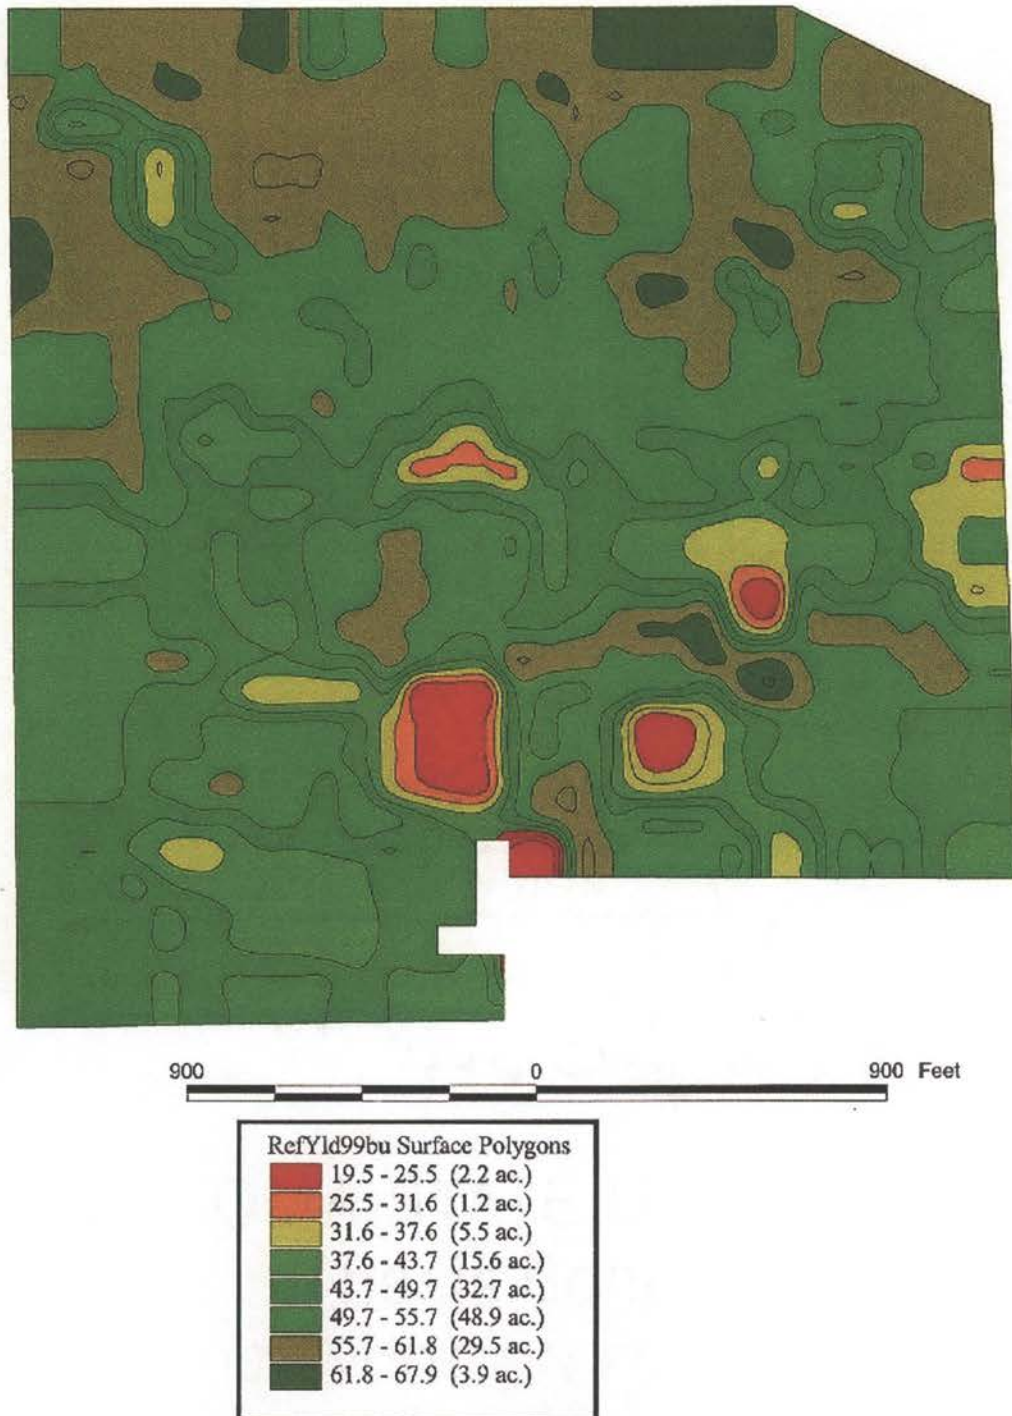 900 0 900 Feet
RefYld99bu Surface Polygons
19.5 - 25.5 (2.2 ac.)
25.5 - 31.6 (1.2 ac.)
31.6 - 37.6 (5.5 ac.)
37.6 - 43.7 (15.6 ac.)
43.7 - 49.7 (32.7 ac.)
49.7 - 55.7 (48.9 ac.)
55.7 - 61.8 (29.5 ac.)
61.8 - 67.9 (3.9 ac.)